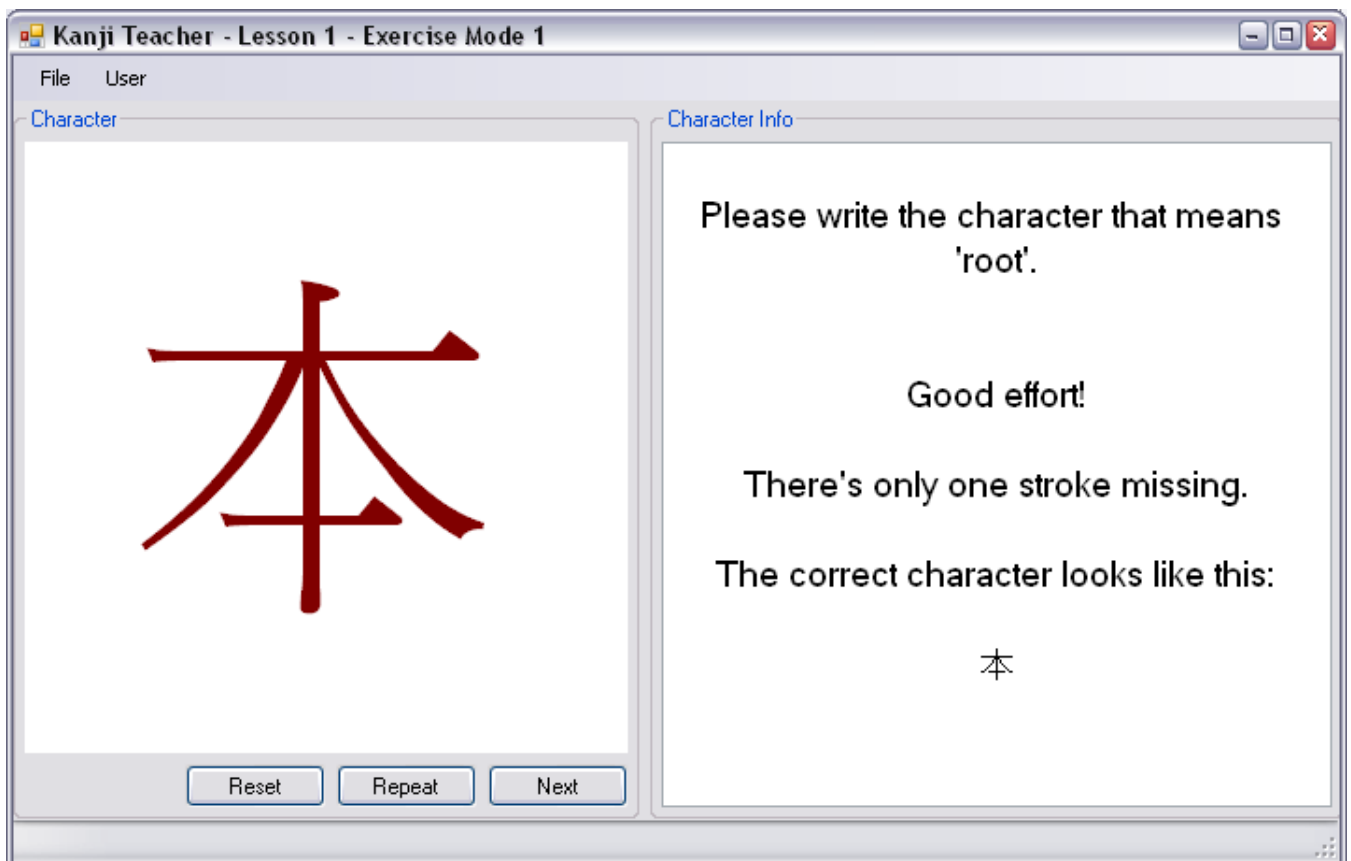 Kanji Teacher - Lesson 1 - Exercise Mode 1
File User
Character
本
Reset Repeat Next
Character Info
Please write the character that means
'root'.
Good effort!
There's only one stroke missing.
The correct character looks like this:
本